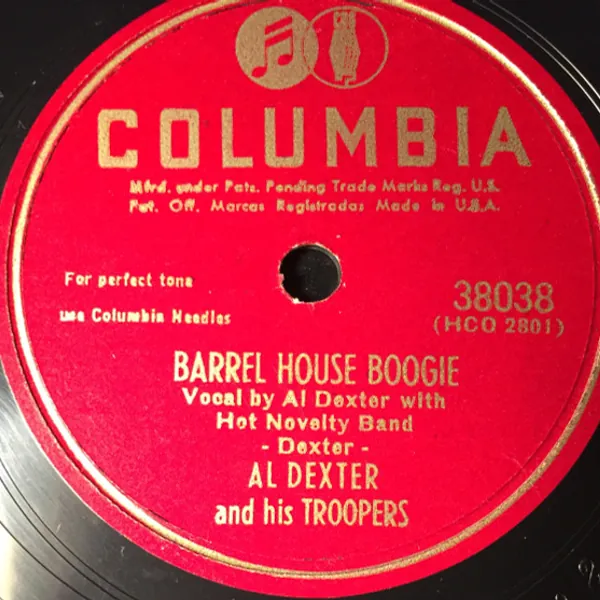 COLUMBIA
Mfrd. under Pats. Pending Trade Marks Reg. U.S.
Pat. Off. Marcas Registradas Made in U.S.A.
For perfect tone
use Columbia Needles
38038
(HCO 2801)
BARREL HOUSE BOOGIE
Vocal by Al Dexter with
Hot Novelty Band
- Dexter -
AL DEXTER
and his TROOPERS